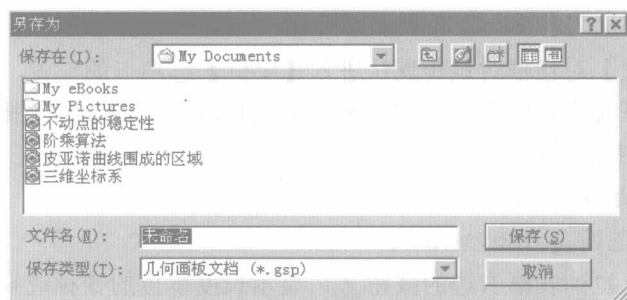 另存为
保存在(I): My Documents
My eBooks
My Pictures
不动点的稳定性
阶乘算法
皮亚诺曲线围成的区域
三维坐标系
文件名(N): 未命名 保存(S)
保存类型(T): 几何画板文档 (*.gsp) 取消